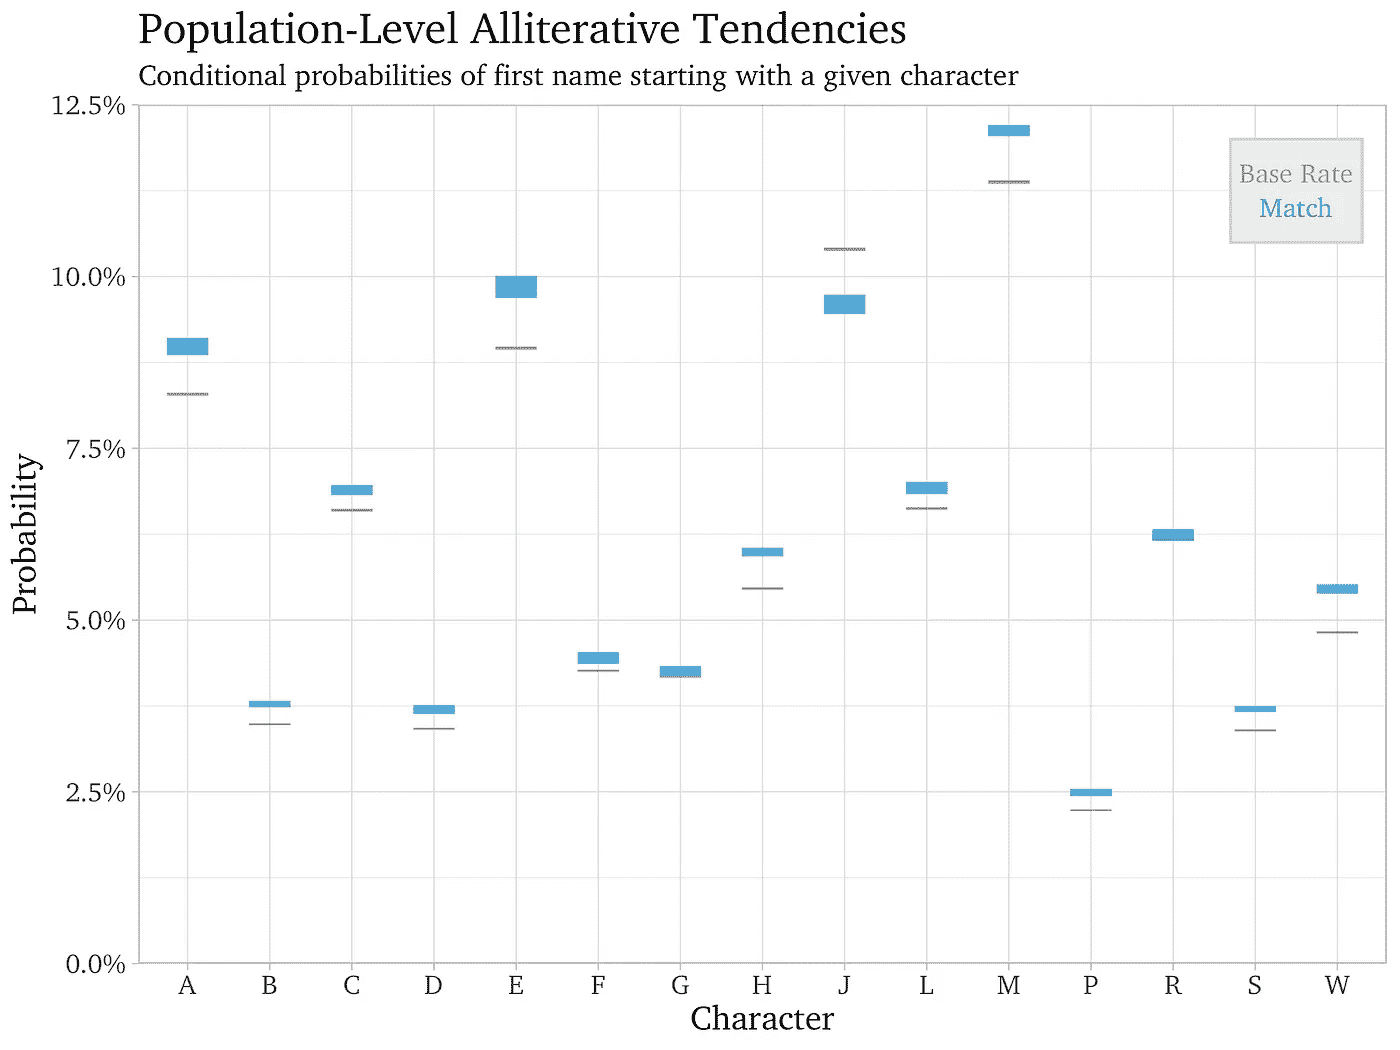 Population-Level Alliterative Tendencies
Conditional probabilities of first name starting with a given character
12.5%
10.0%
7.5%
5.0%
2.5%
0.0%
Probability
Base Rate
Match
A B C D E F G H J L M P R S W
Character